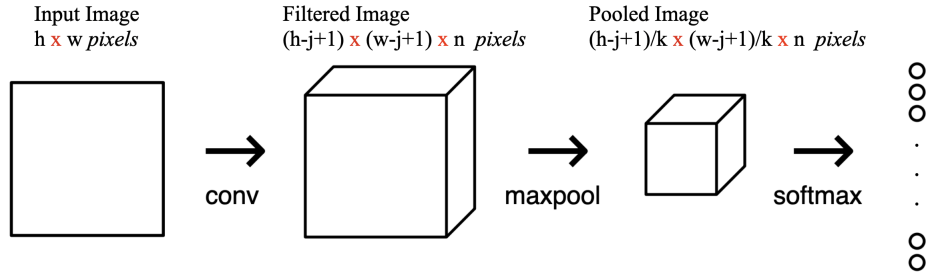 Input Image
h x w pixels
Filtered Image
(h-j+1) x (w-j+1) x n pixels
Pooled Image
(h-j+1)/k x (w-j+1)/k x n pixels
conv
maxpool
softmax